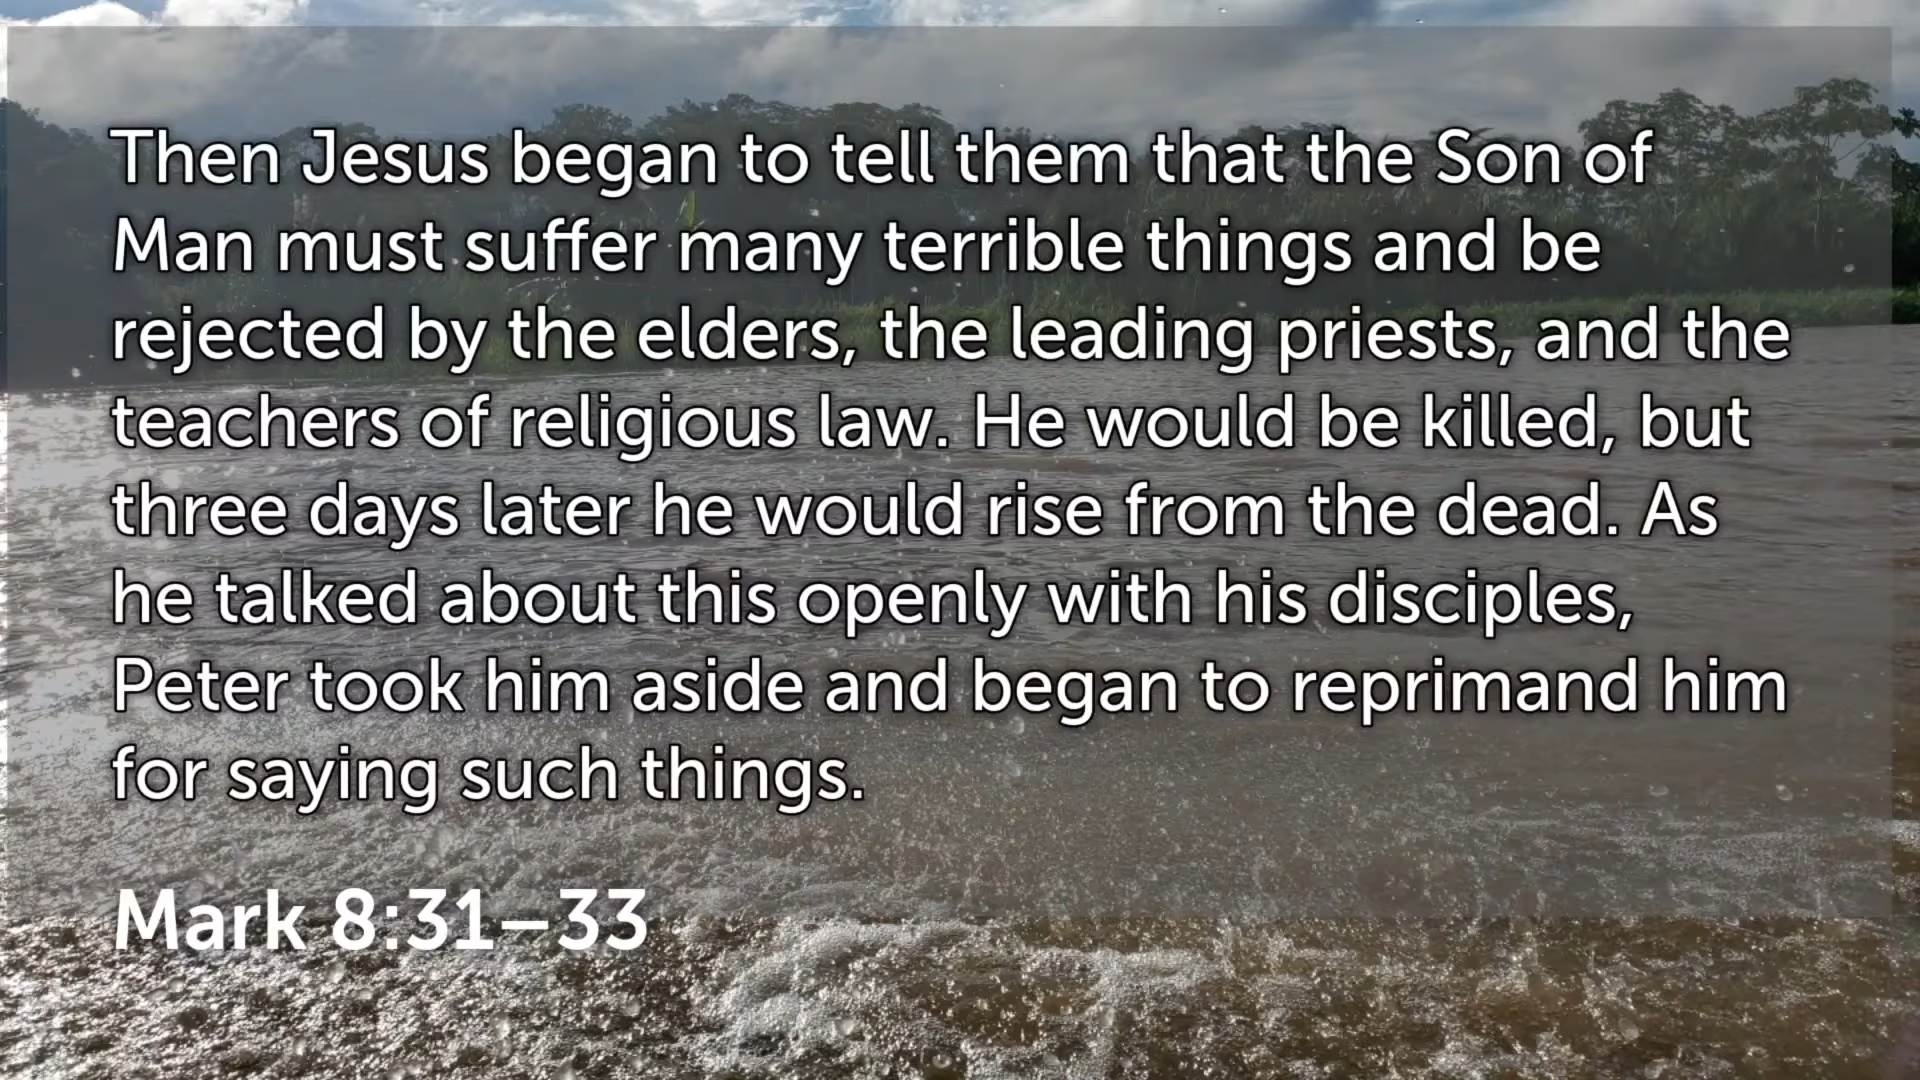 Then Jesus began to tell them that the Son of
Man must suffer many terrible things and be
rejected by the elders, the leading priests, and the
teachers of religious law. He would be killed, but
three days later he would rise from the dead. As
he talked about this openly with his disciples,
Peter took him aside and began to reprimand him
for saying such things.
Mark 8:31–33